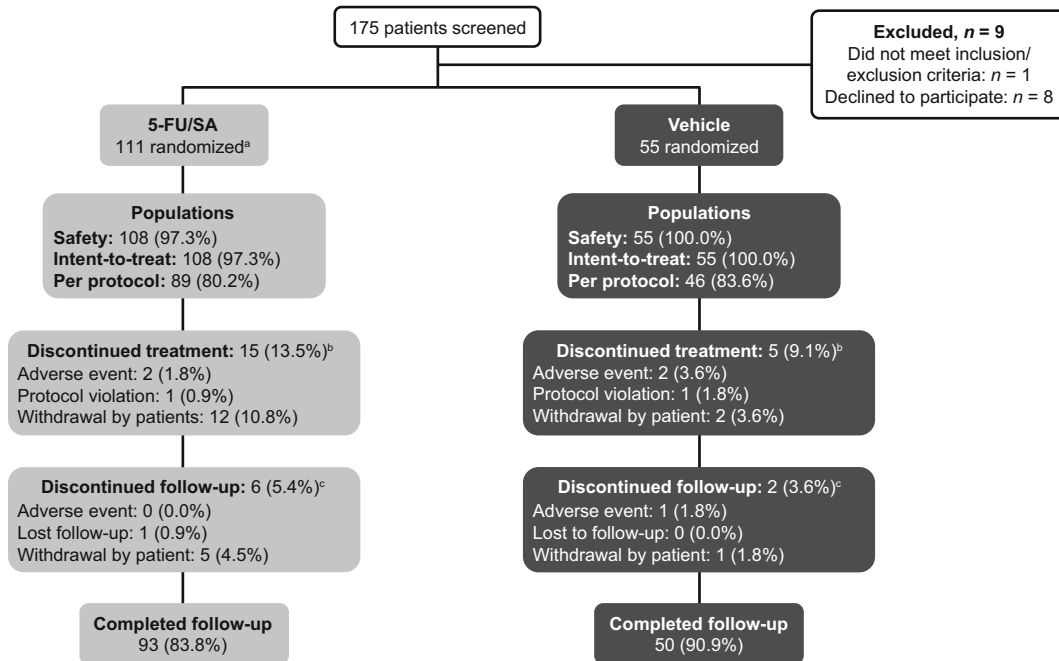 175 patients screened
Excluded, n = 9
Did not meet inclusion/
exclusion criteria: n = 1
Declined to participate: n = 8
5-FU/SA
111 randomizedᵃ
Populations
Safety: 108 (97.3%)
Intent-to-treat: 108 (97.3%)
Per protocol: 89 (80.2%)
Discontinued treatment: 15 (13.5%)ᵇ
Adverse event: 2 (1.8%)
Protocol violation: 1 (0.9%)
Withdrawal by patients: 12 (10.8%)
Discontinued follow-up: 6 (5.4%)ᶜ
Adverse event: 0 (0.0%)
Lost follow-up: 1 (0.9%)
Withdrawal by patient: 5 (4.5%)
Completed follow-up
93 (83.8%)
Vehicle
55 randomized
Populations
Safety: 55 (100.0%)
Intent-to-treat: 55 (100.0%)
Per protocol: 46 (83.6%)
Discontinued treatment: 5 (9.1%)ᵇ
Adverse event: 2 (3.6%)
Protocol violation: 1 (1.8%)
Withdrawal by patient: 2 (3.6%)
Discontinued follow-up: 2 (3.6%)ᶜ
Adverse event: 1 (1.8%)
Lost to follow-up: 0 (0.0%)
Withdrawal by patient: 1 (1.8%)
Completed follow-up
50 (90.9%)